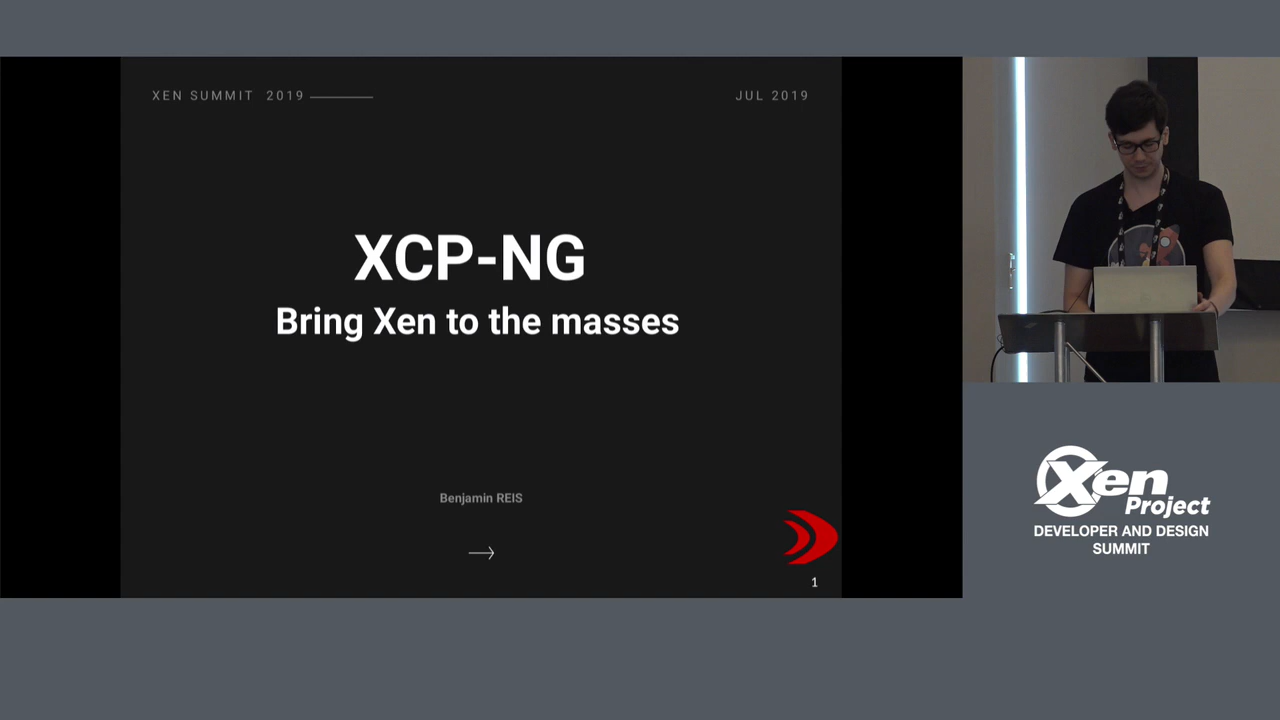 XEN SUMMIT 2019
JUL 2019
XCP-NG
Bring Xen to the masses
Benjamin REIS
1
Xen
Project
DEVELOPER AND DESIGN
SUMMIT